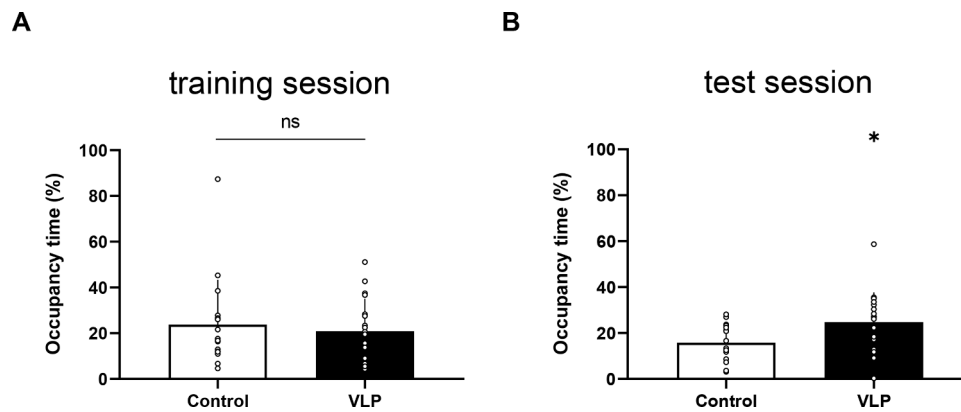 A
training session
ns
Occupancy time (%)
100
80
60
40
20
0
Control VLP
B
test session
*
Occupancy time (%)
100
80
60
40
20
0
Control VLP